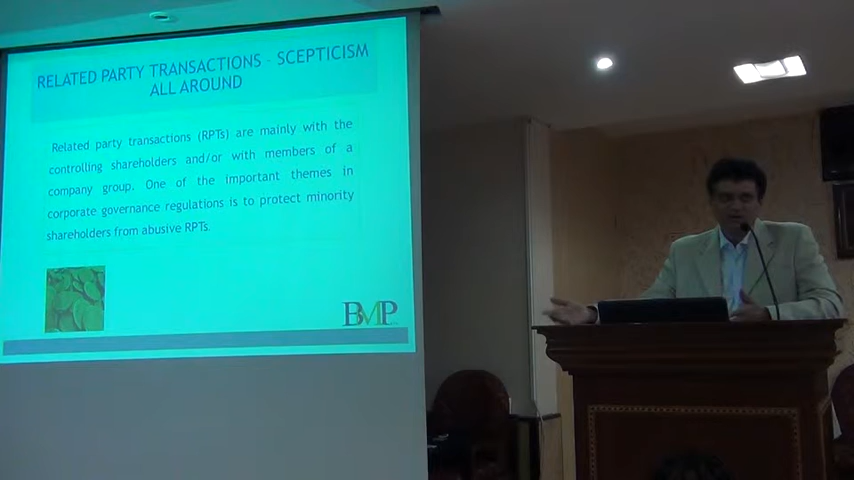 RELATED PARTY TRANSACTIONS - SCEPTICISM
ALL AROUND
Related party transactions (RPTs) are mainly with the
controlling shareholders and/or with members of a
company group. One of the important themes in
corporate governance regulations is to protect minority
shareholders from abusive RPTs.
BMP